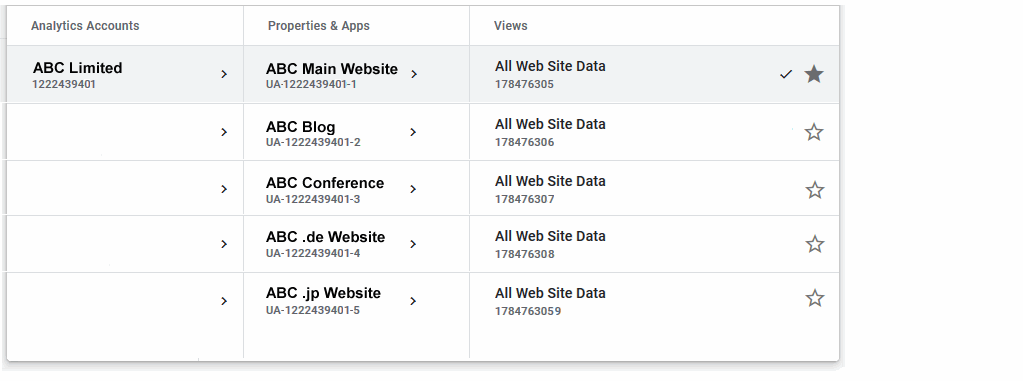 Analytics Accounts Properties & Apps Views
ABC Limited ABC Main Website All Web Site Data
1222439401 UA-1222439401-1 178476305
ABC Blog All Web Site Data
UA-1222439401-2 178476306
ABC Conference All Web Site Data
UA-1222439401-3 178476307
ABC .de Website All Web Site Data
UA-1222439401-4 178476308
ABC .jp Website All Web Site Data
UA-1222439401-5 1784763059